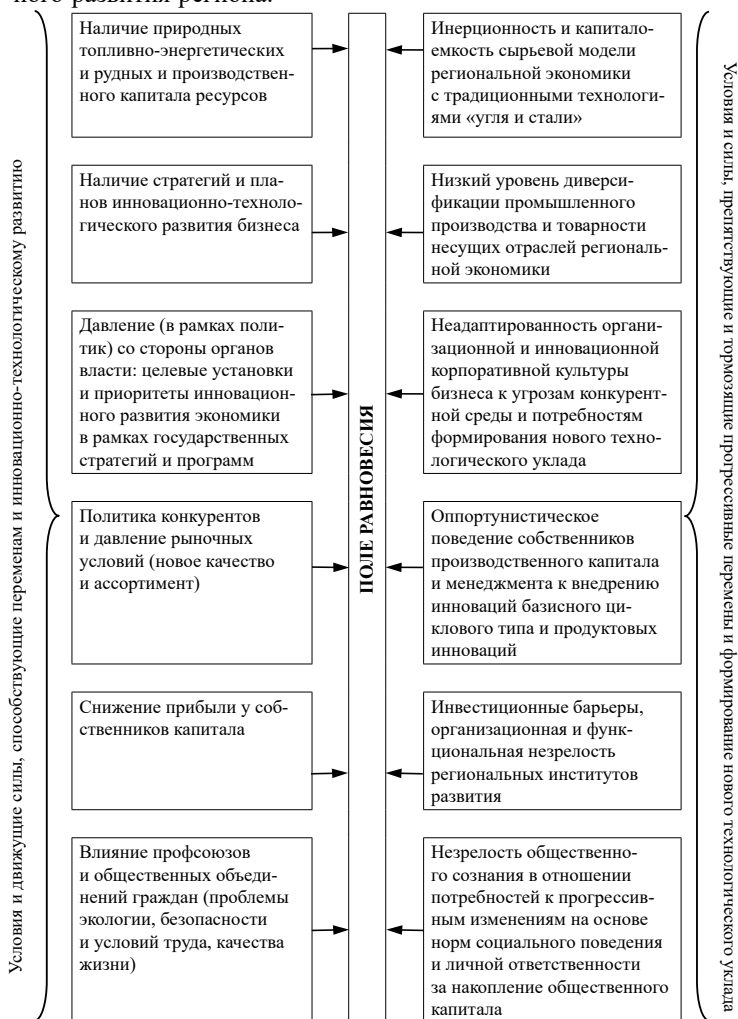 ного развития региона.
Условия и движущие силы, способствующие переменам и инновационно-технологическому развитию
Наличие природных
топливно-энергетических
и рудных и производствен-
ного капитала ресурсов
Наличие стратегий и пла-
нов инновационно-техноло-
гического развития бизнеса
Давление (в рамках поли-
тик) со стороны органов
власти: целевые установки
и приоритеты инновацион-
ного развития экономики
в рамках государственных
стратегий и программ
Политика конкурентов
и давление рыночных
условий (новое качество
и ассортимент)
Снижение прибыли у соб-
ственников капитала
Влияние профсоюзов
и общественных объеди-
нений граждан (проблемы
экологии, безопасности
и условий труда, качества
жизни)
ПОЛЕ РАВНОВЕСИЯ
Инерционность и капитало-
емкость сырьевой модели
региональной экономики
с традиционными технологи-
ями «угля и стали»
Низкий уровень диверси-
фикации промышленного
производства и товарности
несущих отраслей региональ-
ной экономики
Неадаптированность органи-
зационной и инновационной
корпоративной культуры
бизнеса к угрозам конкурент-
ной среды и потребностям
формирования нового техно-
логического уклада
Оппортунистическое
поведение собственников
производственного капитала
и менеджмента к внедрению
инноваций базисного ци-
клового типа и продуктовых
инноваций
Инвестиционные барьеры,
организационная и функ-
циональная незрелость
региональных институтов
развития
Незрелость общественно-
го сознания в отношении
потребностей к прогрессив-
ным изменениям на основе
норм социального поведения
и личной ответственности
за накопление общественного
капитала
Условия и силы, препятствующие и тормозящие прогрессивные перемены и формирование нового технологического уклада